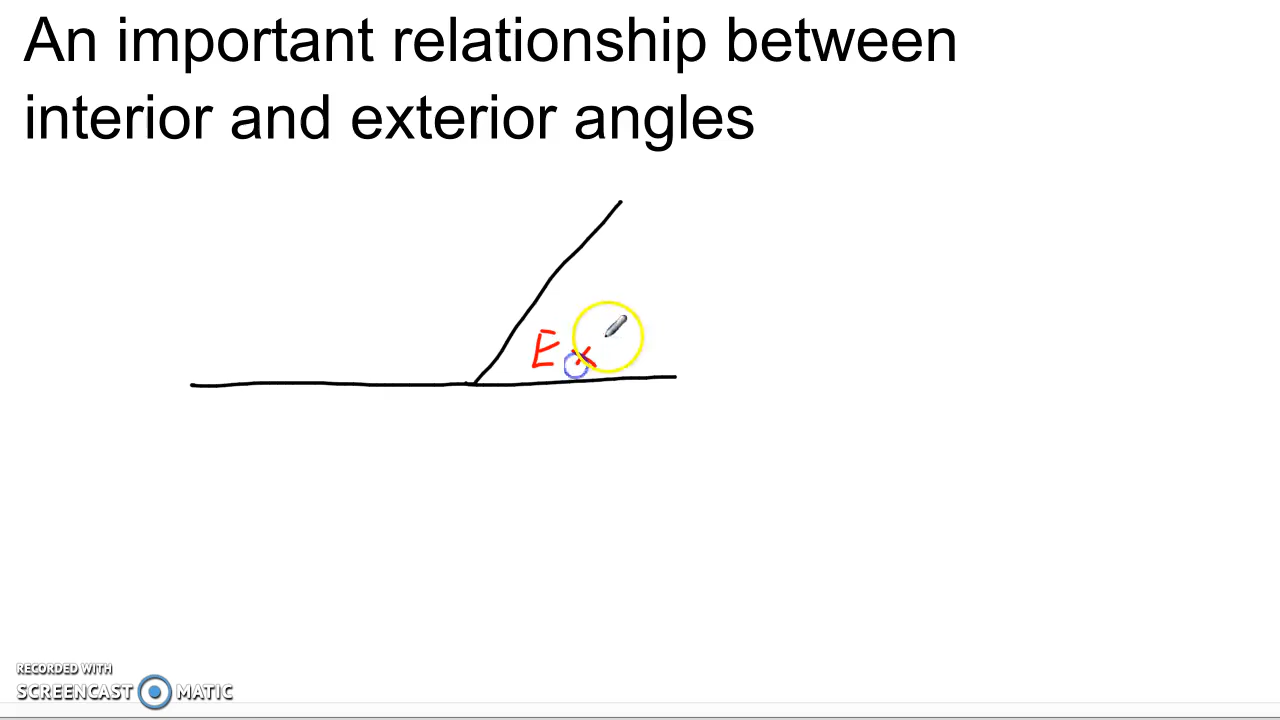 An important relationship between
interior and exterior angles
Ex
RECORDED WITH
SCREENCAST MATIC